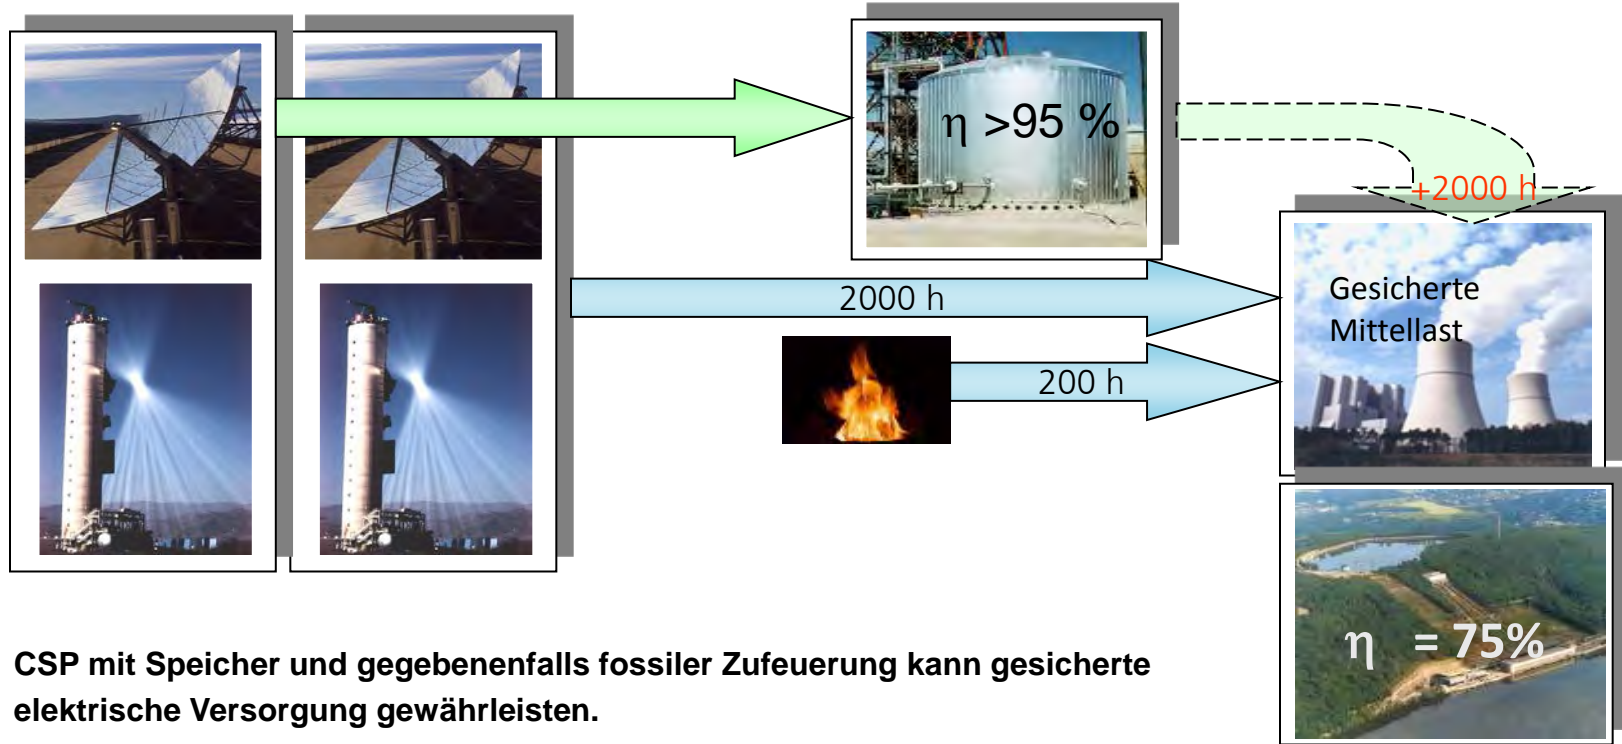 η >95 %
+2000 h
2000 h
Gesicherte
Mittellast
200 h
η = 75%
CSP mit Speicher und gegebenenfalls fossiler Zufeuerung kann gesicherte
elektrische Versorgung gewährleisten.